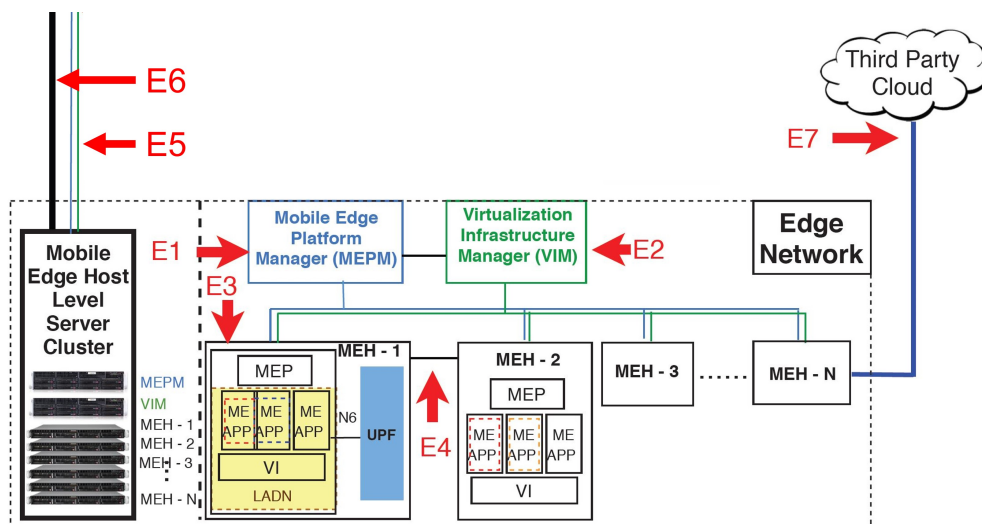 E6
E5
Third Party
Cloud
E7
Mobile
Edge Host
Level
Server
Cluster
MEPM
VIM
MEH - 1
MEH - 2
MEH - 3
MEH - N
E1
Mobile Edge
Platform
Manager (MEPM)
Virtualization
Infrastructure
Manager (VIM)
E2
Edge
Network
E3
MEH - 1
MEP
ME
APP
ME
APP
ME
APP
VI
LADN
N6
UPF
E4
MEH - 2
MEP
ME
APP
ME
APP
ME
APP
VI
MEH - 3
MEH - N